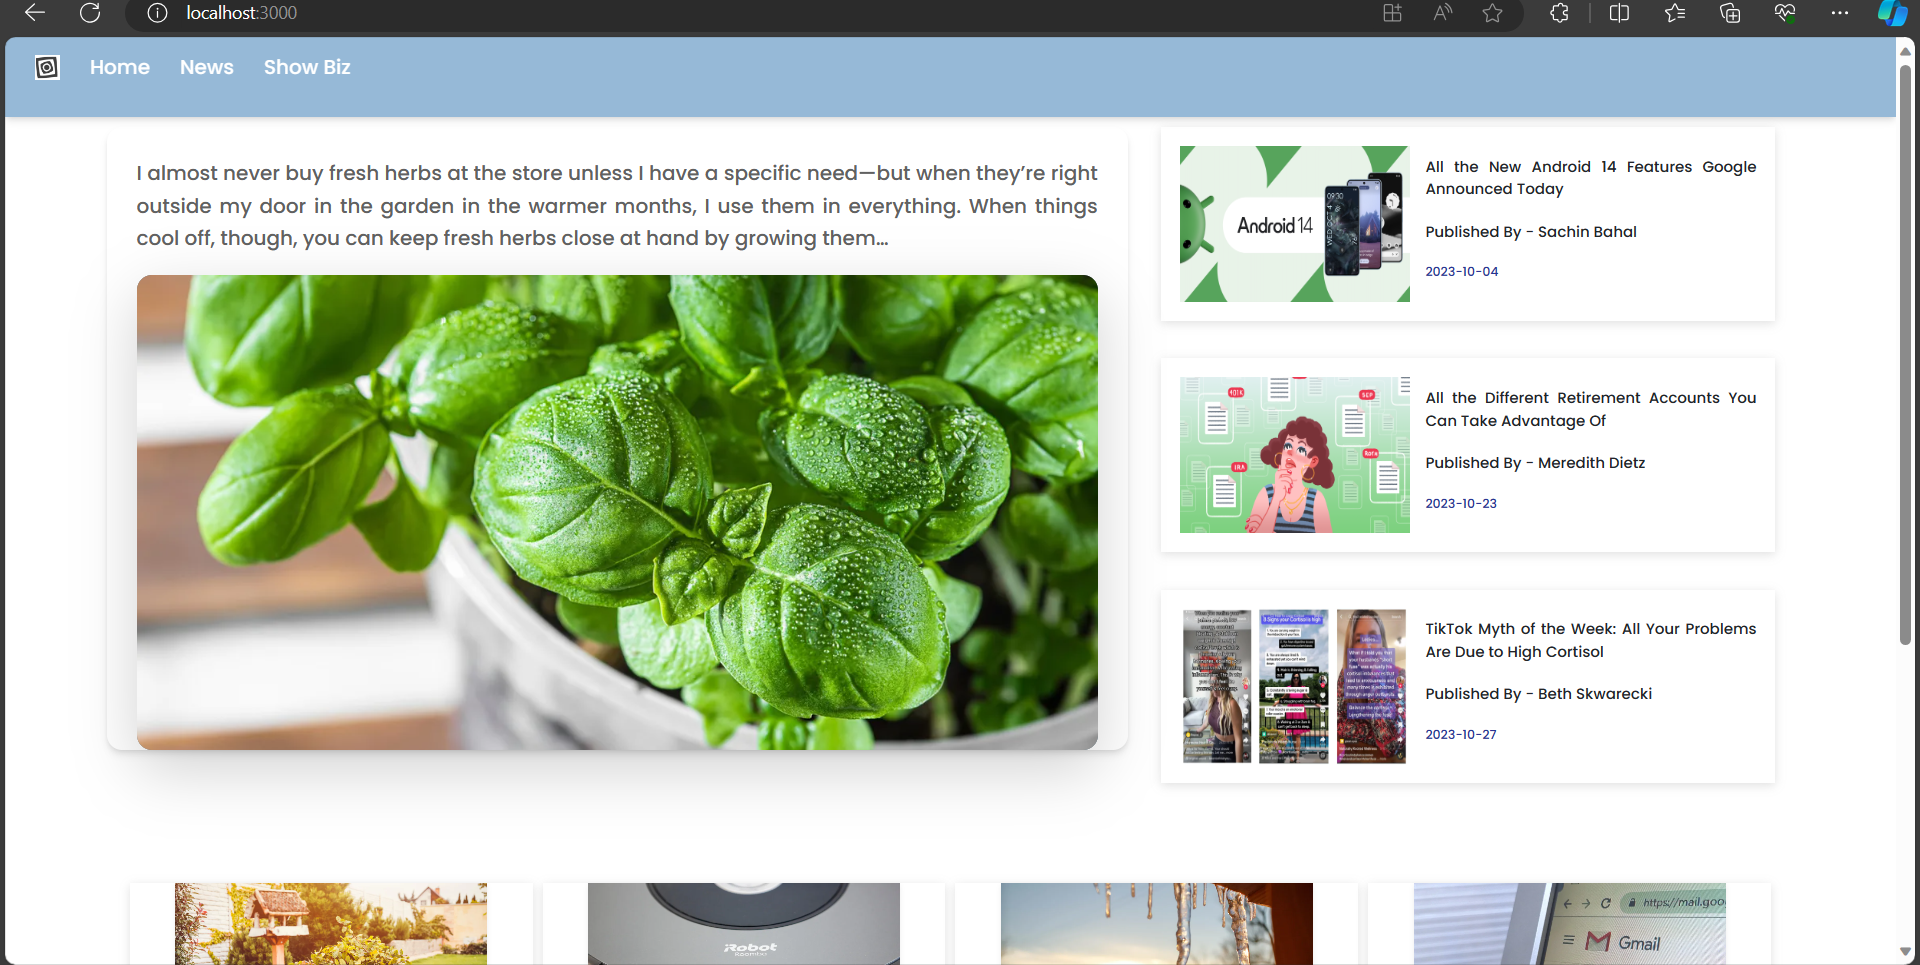 localhost:3000
Home News Show Biz
I almost never buy fresh herbs at the store unless I have a specific need—but when they’re right
outside my door in the garden in the warmer months, I use them in everything. When things
cool off, though, you can keep fresh herbs close at hand by growing them…
Android 14
All the New Android 14 Features Google
Announced Today
Published By - Sachin Bahal
2023-10-04
401K
SEP
IRA
Roth
All the Different Retirement Accounts You
Can Take Advantage Of
Published By - Meredith Dietz
2023-10-23
TikTok Myth of the Week: All Your Problems
Are Due to High Cortisol
Published By - Beth Skwarecki
2023-10-27
iRobot
Roomba
https://mail.goo
Gmail